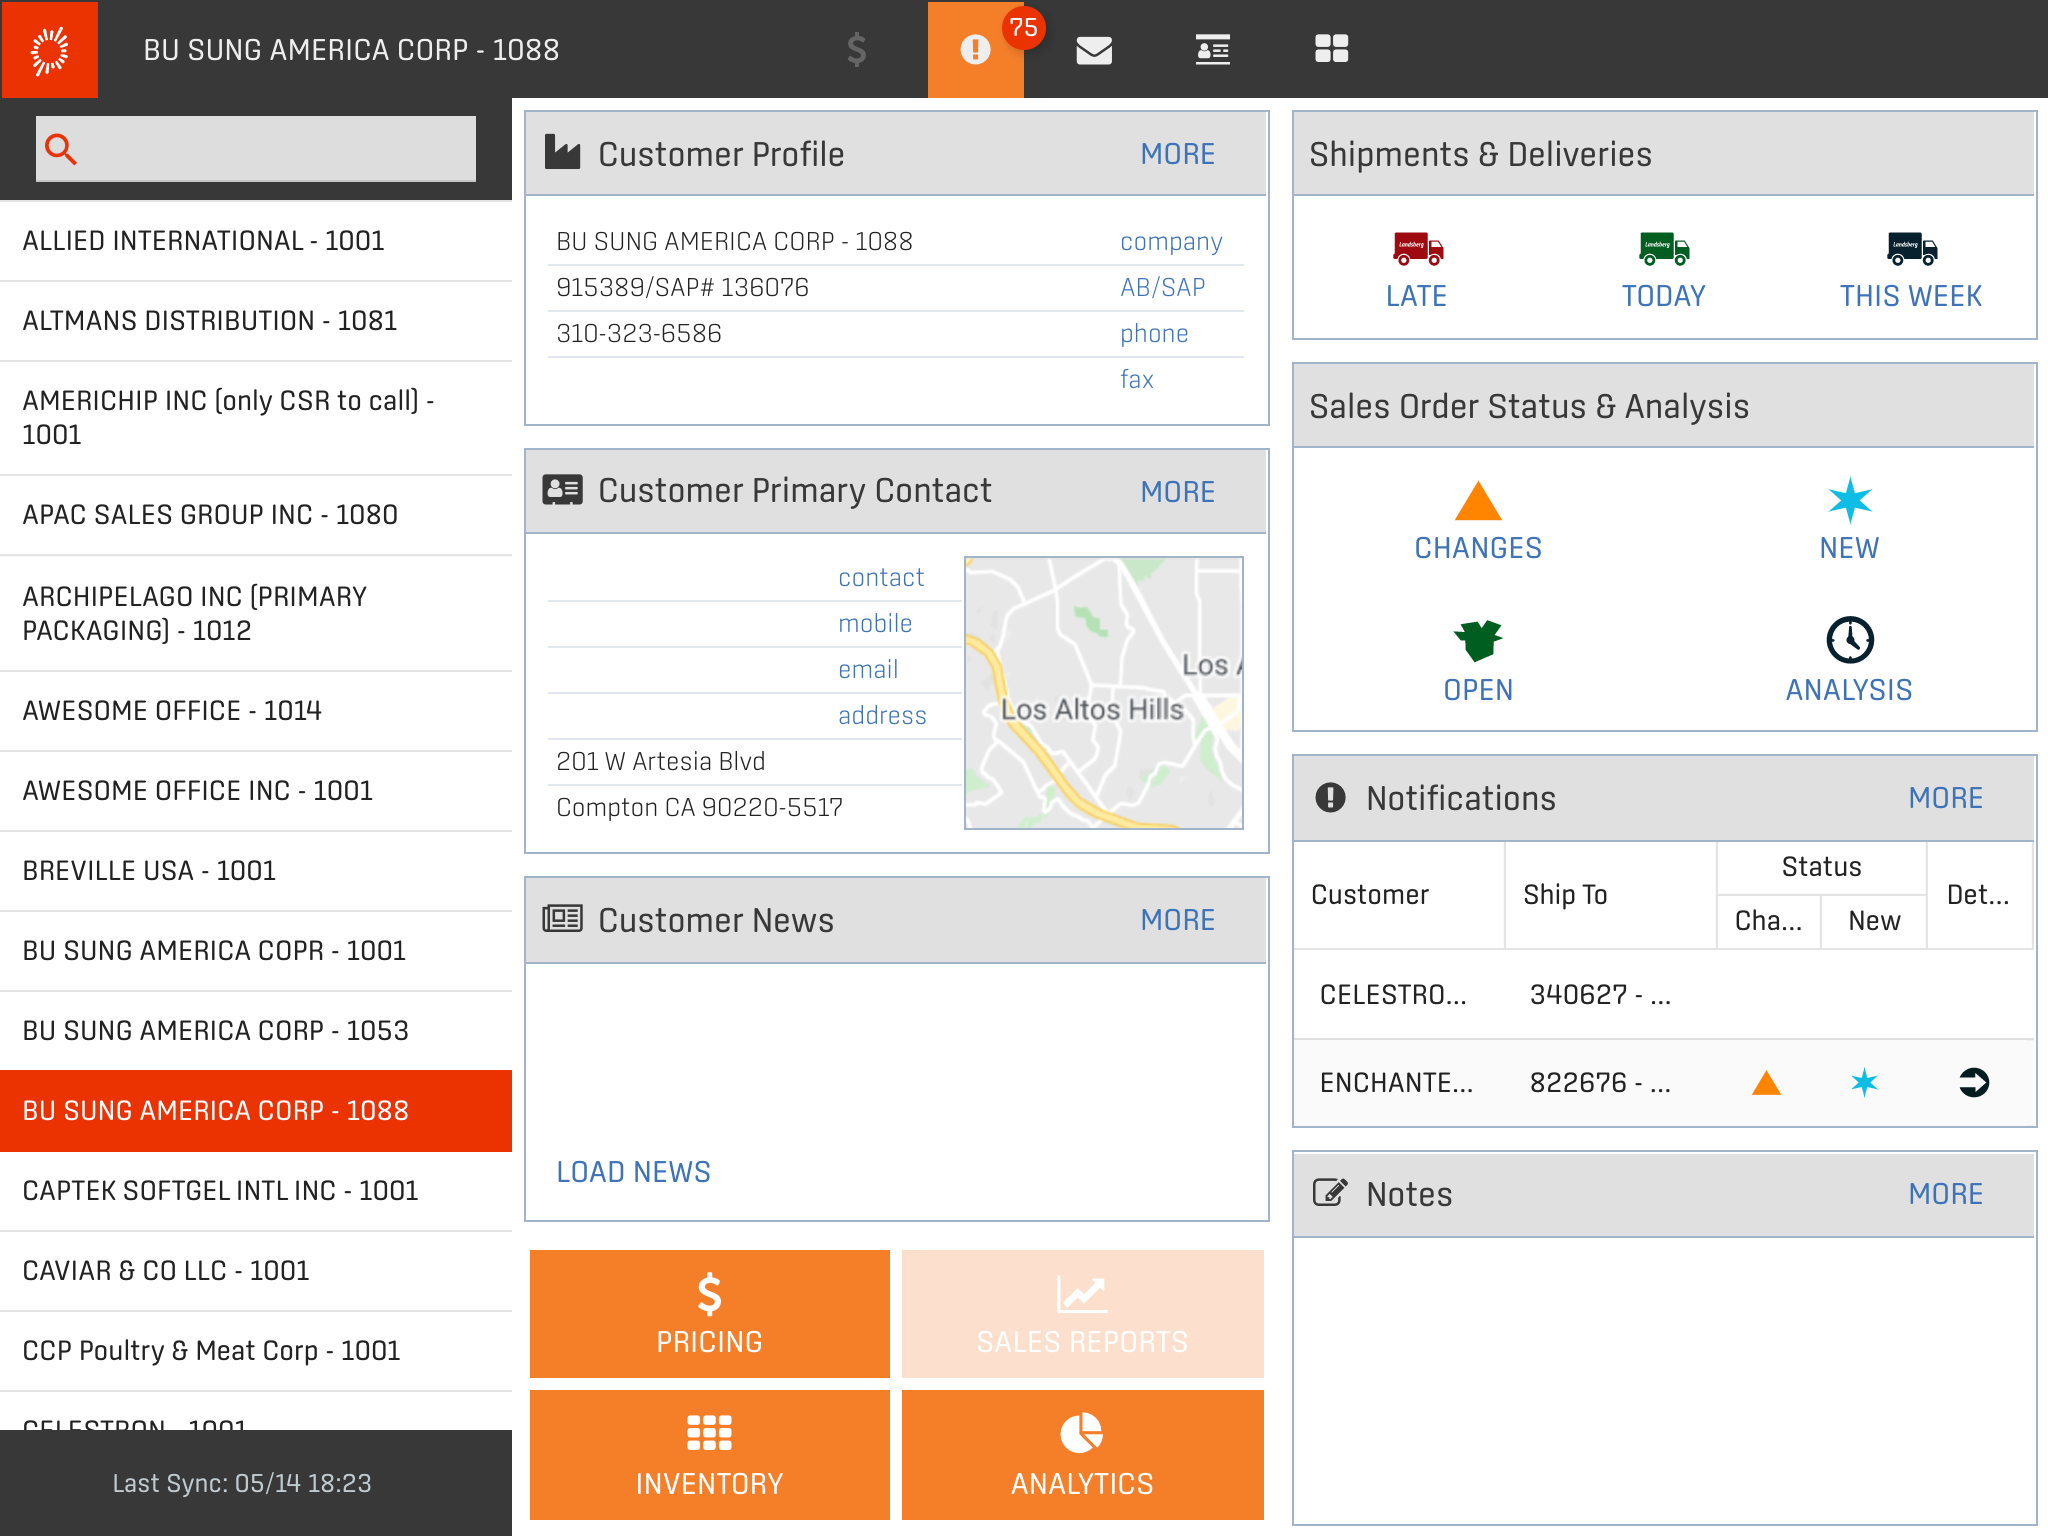 BU SUNG AMERICA CORP - 1088
75
ALLIED INTERNATIONAL - 1001
ALTMANS DISTRIBUTION - 1081
AMERICHIP INC (only CSR to call) -
1001
APAC SALES GROUP INC - 1080
ARCHIPELAGO INC (PRIMARY
PACKAGING) - 1012
AWESOME OFFICE - 1014
AWESOME OFFICE INC - 1001
BREVILLE USA - 1001
BU SUNG AMERICA COPR - 1001
BU SUNG AMERICA CORP - 1053
BU SUNG AMERICA CORP - 1088
CAPTEK SOFTGEL INTL INC - 1001
CAVIAR & CO LLC - 1001
CCP Poultry & Meat Corp - 1001
CELESTRON - 1001
Last Sync: 05/14 18:23
Customer Profile MORE
BU SUNG AMERICA CORP - 1088 company
915389/SAP# 136076 AB/SAP
310-323-6586 phone
fax
Customer Primary Contact MORE
contact
mobile
email
address
201 W Artesia Blvd
Compton CA 90220-5517
Los A
Los Altos Hills
Customer News MORE
LOAD NEWS
PRICING
SALES REPORTS
INVENTORY
ANALYTICS
Shipments & Deliveries
Landsberg Landsberg Landsberg
LATE TODAY THIS WEEK
Sales Order Status & Analysis
CHANGES NEW
OPEN ANALYSIS
Notifications MORE
Customer Ship To Status Det...
Cha... New
CELESTRO... 340627 - ...
ENCHANTE... 822676 - ...
Notes MORE